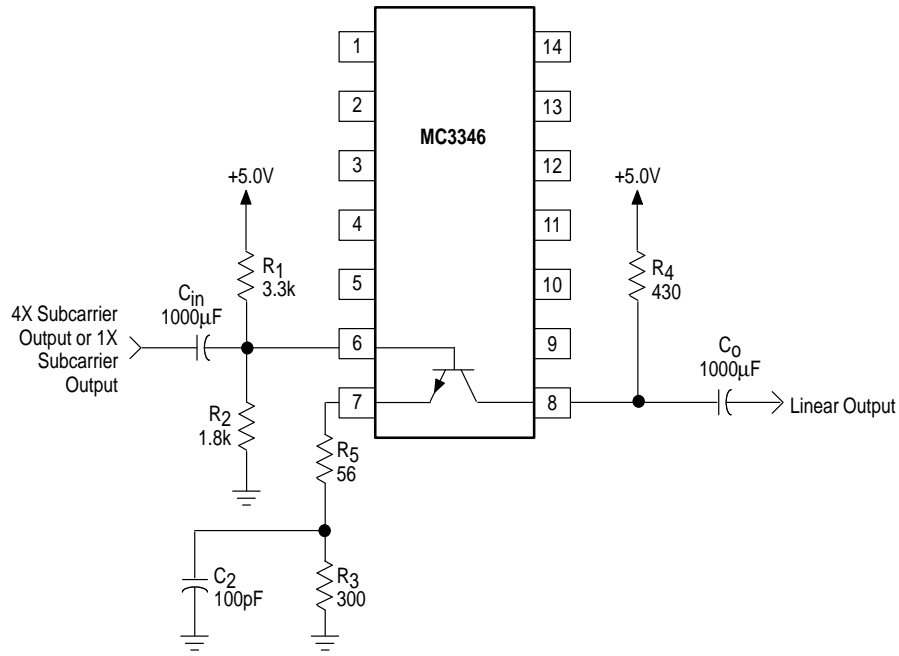 1
14
2
13
MC3346
3
12
+5.0V
+5.0V
4
11
R1
3.3k
R4
430
5
10
Cin
1000µF
4X Subcarrier
Output or 1X
Subcarrier
Output
6
9
Co
1000µF
R2
1.8k
7
8
Linear Output
R5
56
C2
100pF
R3
300